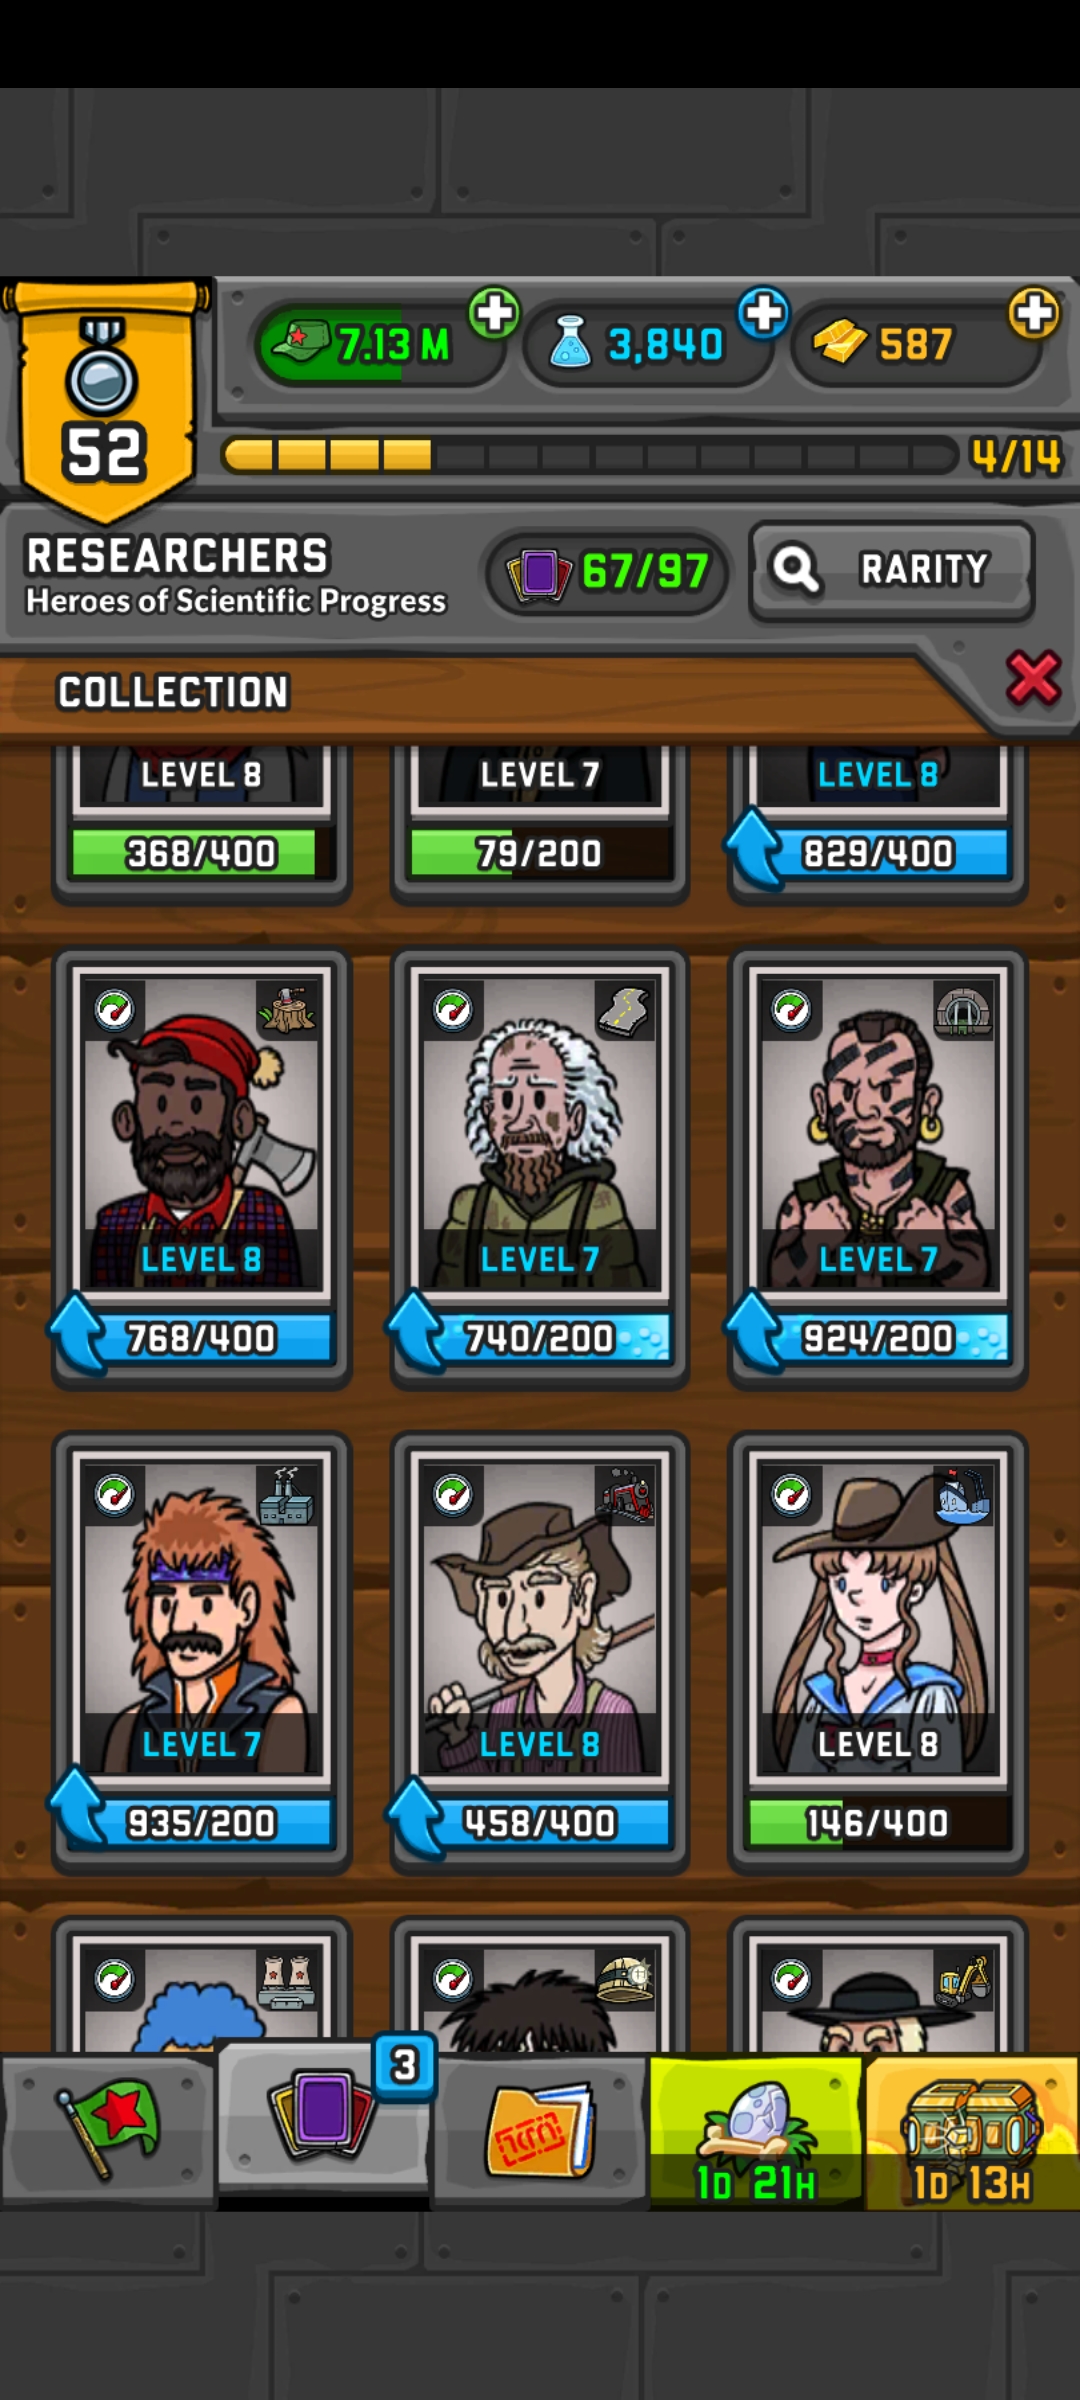 7.13 M
3,840
587
52
4/14
RESEARCHERS
Heroes of Scientific Progress
67/97
RARITY
COLLECTION
LEVEL 8
LEVEL 7
LEVEL 8
368/400
79/200
829/400
LEVEL 8
LEVEL 7
LEVEL 7
768/400
740/200
924/200
LEVEL 7
LEVEL 8
LEVEL 8
935/200
458/400
146/400
3
1D 21H
1D 13H